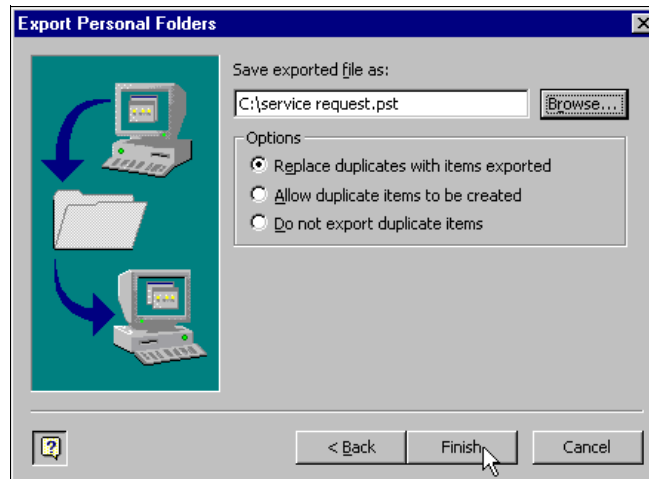 Export Personal Folders
Save exported file as:
C:\service request.pst
Browse...
Options
Replace duplicates with items exported
Allow duplicate items to be created
Do not export duplicate items
?
< Back
Finish
Cancel